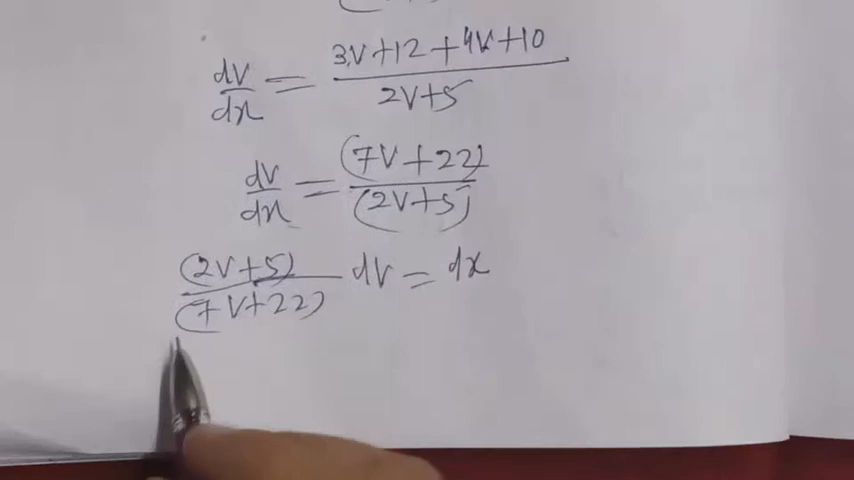 dv/dx = (3v+12+4v+10)/(2v+5)
dv/dx = (7v+22)/(2v+5)
(2v+5)/(7v+22) dv = dx